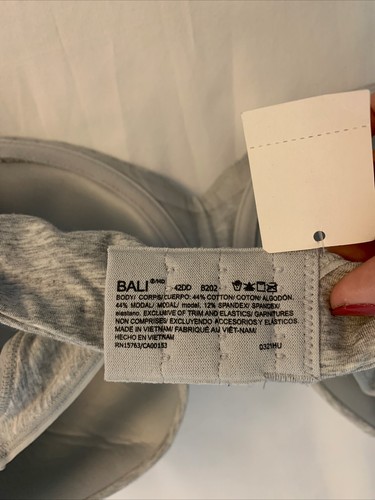 BALI®/MD 42DD B202
BODY/ CORPS/CUERPO: 44% COTTON/ COTON/ ALGODÓN.
44% MODAL/ MODAL/ modal. 12% SPANDEX/ SPANDEX/
elastano. EXCLUSIVE OF TRIM AND ELASTICS/ GARNITURES
NON COMPRISES/ EXCLUYENDO ACCESORIOS Y ELÁSTICOS.
MADE IN VIETNAM/ FABRIQUÉ AU VIÊT-NAM/
HECHO EN VIETNAM
RN15763/CA00153 0321HU